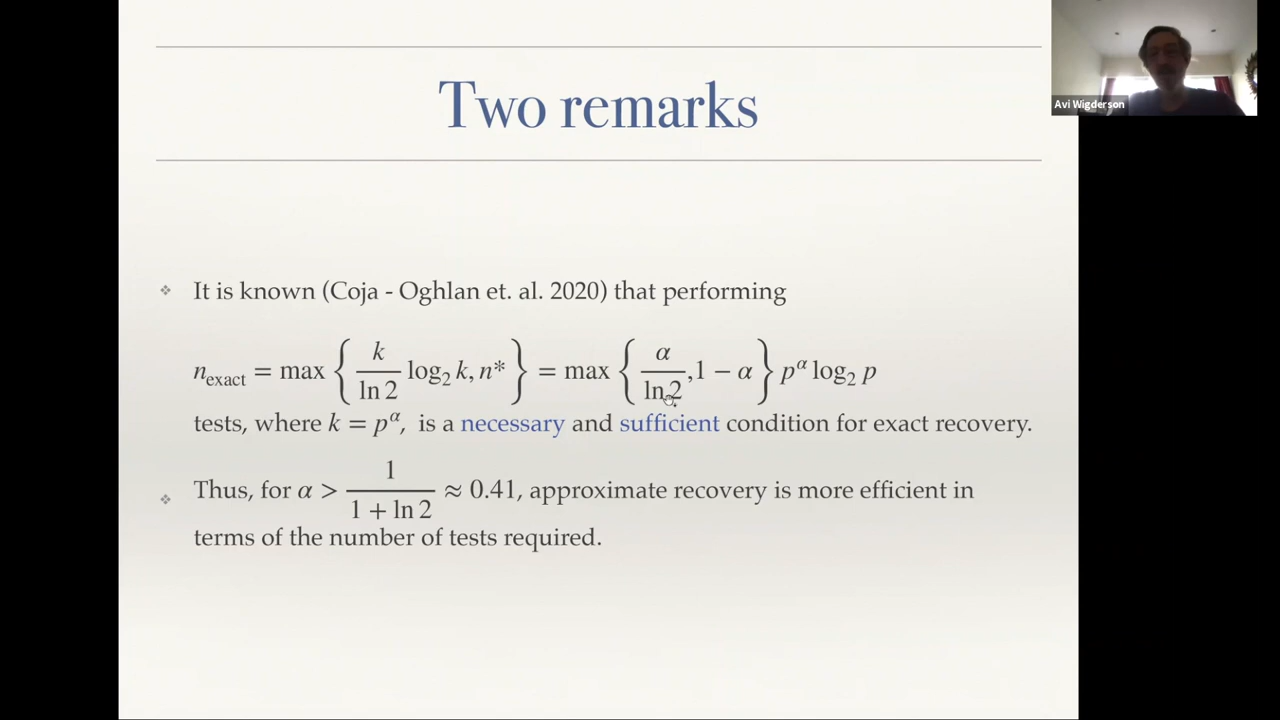 Avi Wigderson
Two remarks
❖ It is known (Coja - Oghlan et. al. 2020) that performing
n_exact = max { k/ln 2 log₂ k, n* } = max { α/ln 2, 1 − α } p^α log₂ p
tests, where k = p^α, is a necessary and sufficient condition for exact recovery.
❖ Thus, for α > 1/(1 + ln 2) ≈ 0.41, approximate recovery is more efficient in
terms of the number of tests required.